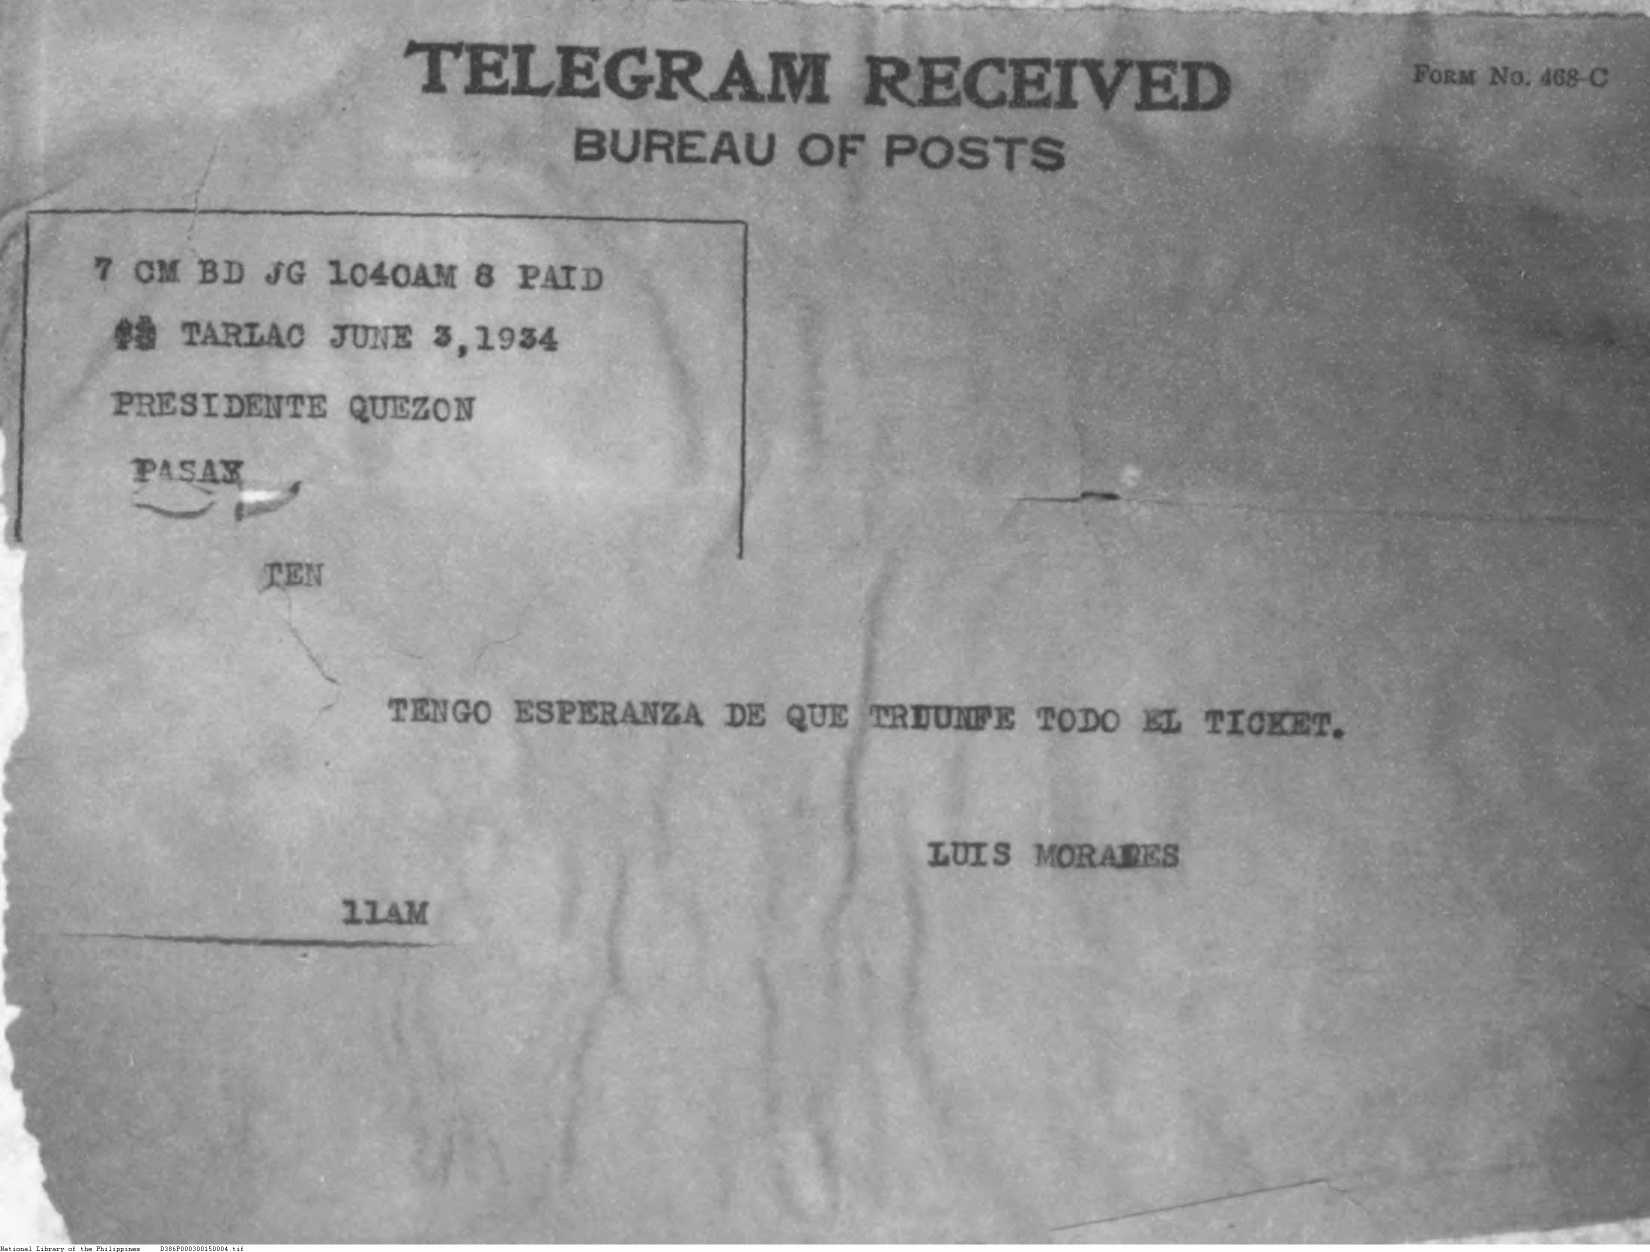 TELEGRAM RECEIVED
FORM NO. 468-C
BUREAU OF POSTS
7 CM BD JG 1040AM 8 PAID
TARLAC JUNE 3,1934
PRESIDENTE QUEZON
PASAY
TEN
TENGO ESPERANZA DE QUE TRIUNFE TODO EL TICKET.
LUIS MORALES
11AM
National Library of the Philippines D386P000300150004.tif